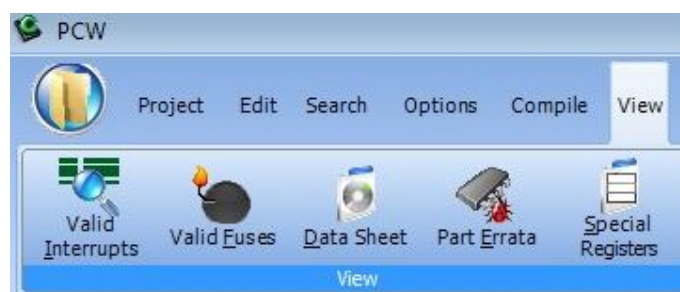 PCW
Project Edit Search Options Compile View
Valid Interrupts
Valid Fuses
Data Sheet
Part Errata
Special Registers
View